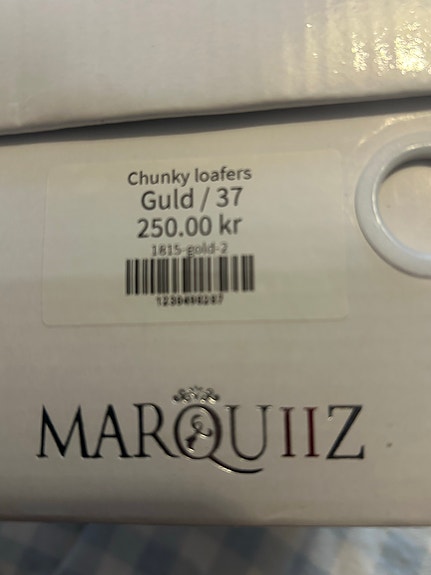 Chunky loafers
Guld / 37
250.00 kr
1815-gold-2
MARQUIIZ